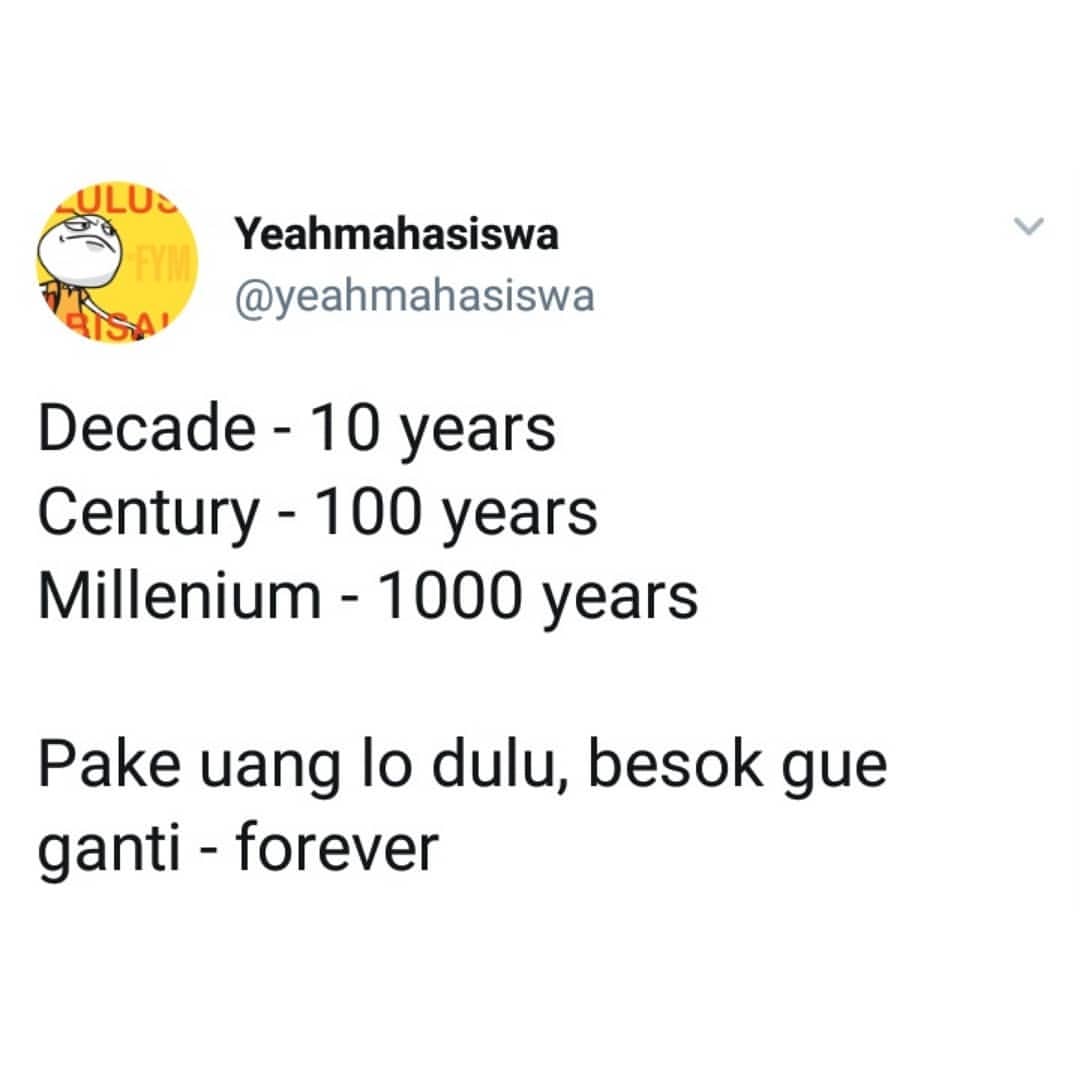 LULUS
FYM
BISA!
Yeahmahasiswa
@yeahmahasiswa
Decade - 10 years
Century - 100 years
Millenium - 1000 years
Pake uang lo dulu, besok gue
ganti - forever